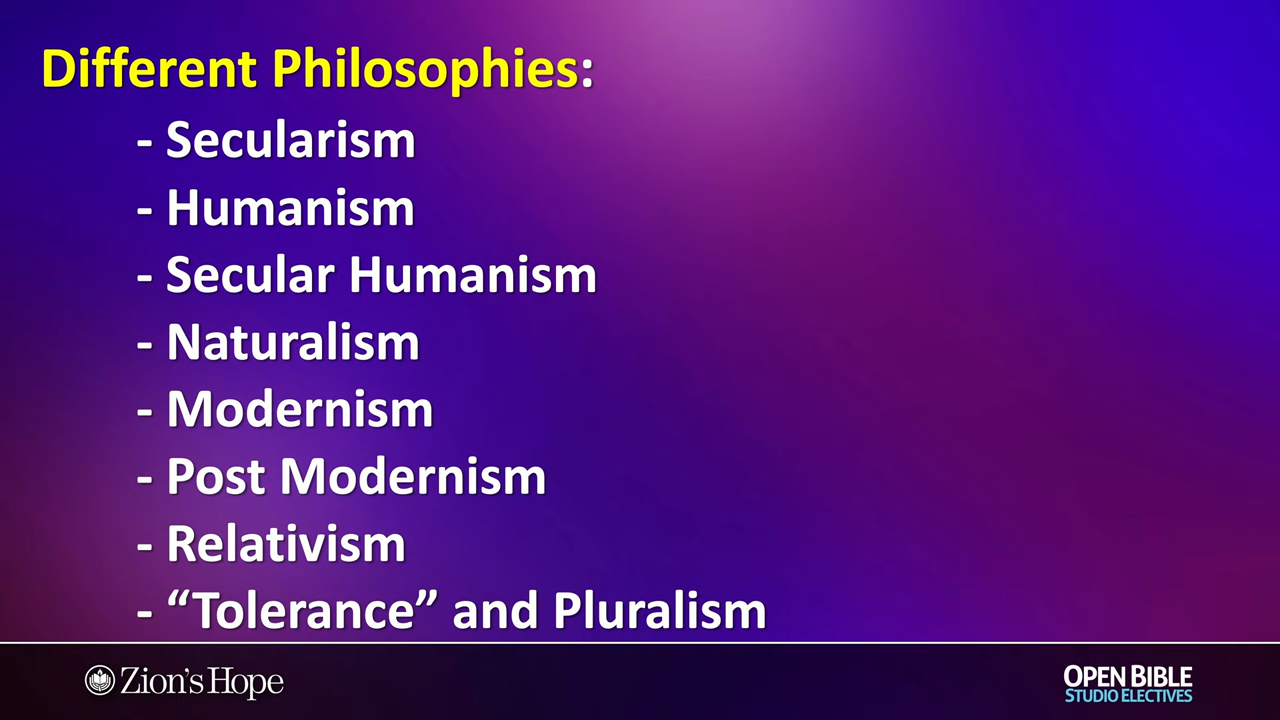 Different Philosophies:
- Secularism
- Humanism
- Secular Humanism
- Naturalism
- Modernism
- Post Modernism
- Relativism
- “Tolerance” and Pluralism
Zion's Hope
OPEN BIBLE
STUDIO ELECTIVES